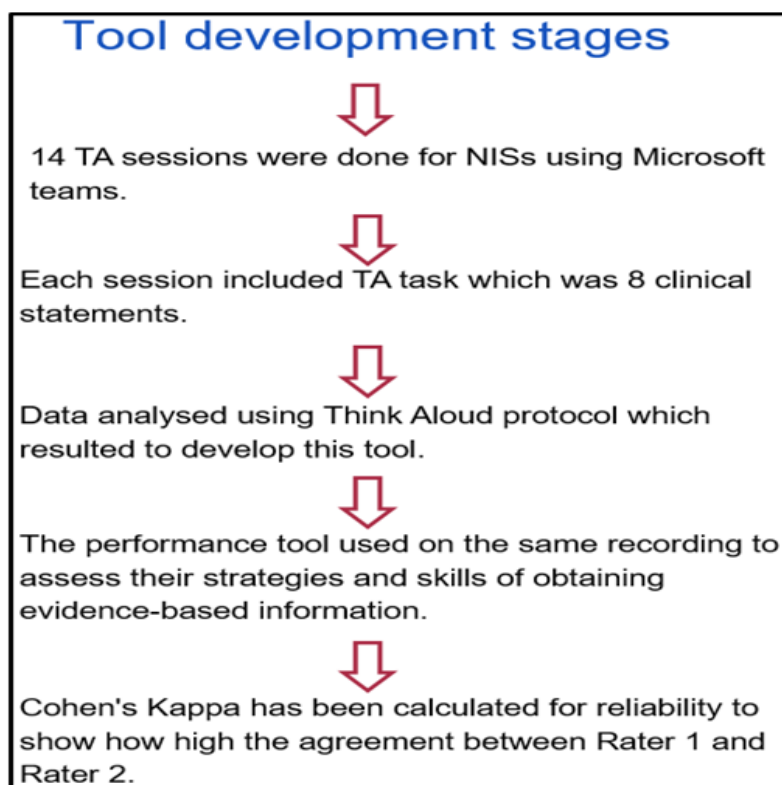 Tool development stages
14 TA sessions were done for NISs using Microsoft
teams.
Each session included TA task which was 8 clinical
statements.
Data analysed using Think Aloud protocol which
resulted to develop this tool.
The performance tool used on the same recording to
assess their strategies and skills of obtaining
evidence-based information.
Cohen's Kappa has been calculated for reliability to
show how high the agreement between Rater 1 and
Rater 2.